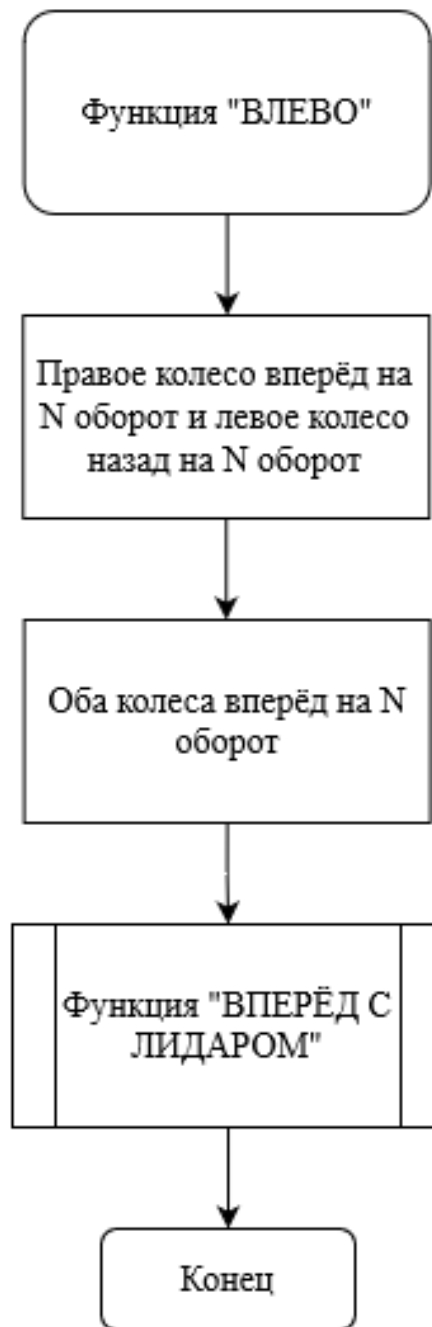 Функция "ВЛЕВО"
Правое колесо вперёд на
N оборот и левое колесо
назад на N оборот
Оба колеса вперёд на N
оборот
Функция "ВПЕРЁД С
ЛИДАРОМ"
Конец